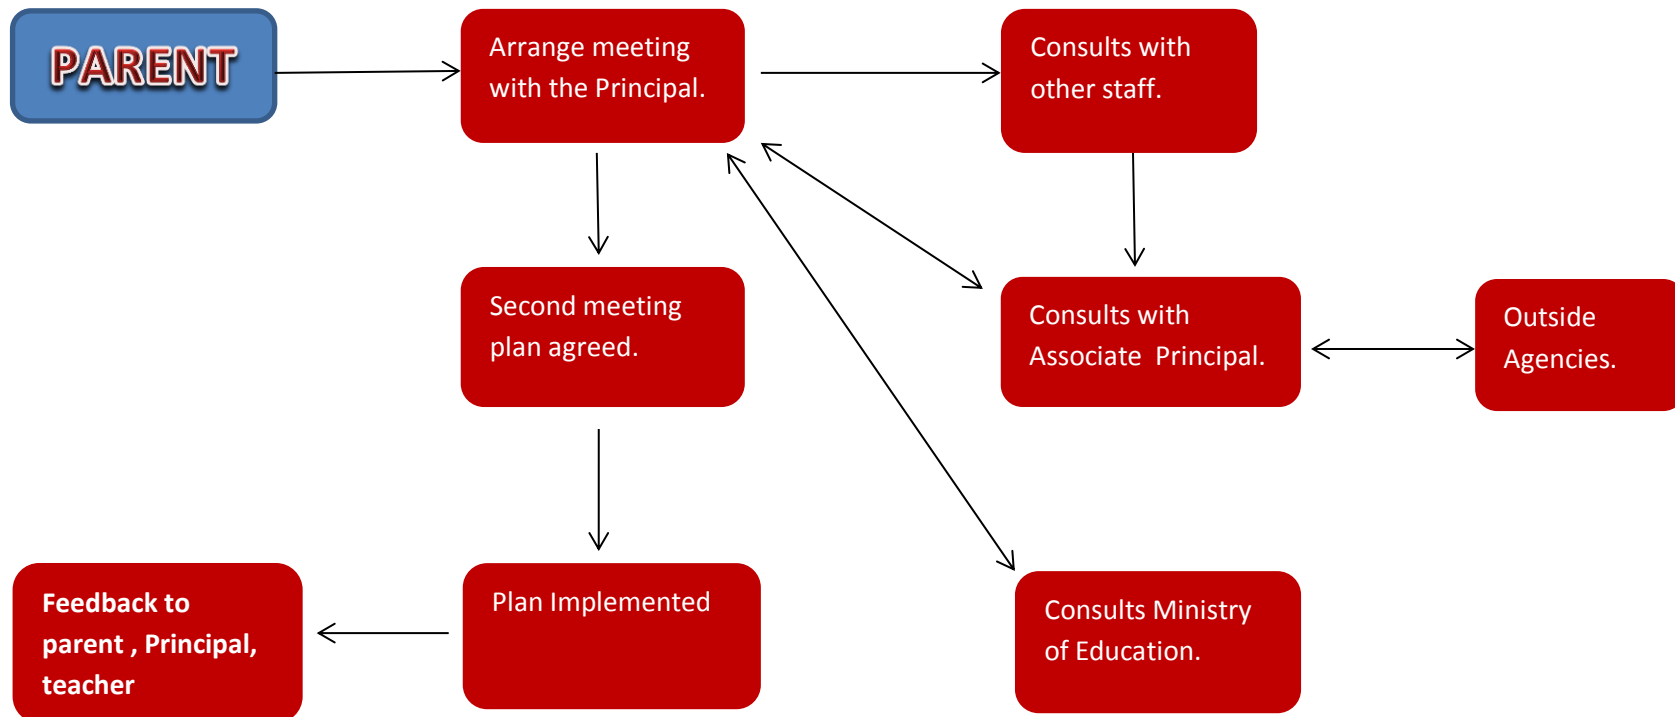 PARENT
Arrange meeting
with the Principal.
Consults with
other staff.
Second meeting
plan agreed.
Consults with
Associate  Principal.
Outside
Agencies.
Feedback to
parent , Principal,
teacher
Plan Implemented
Consults Ministry
of Education.